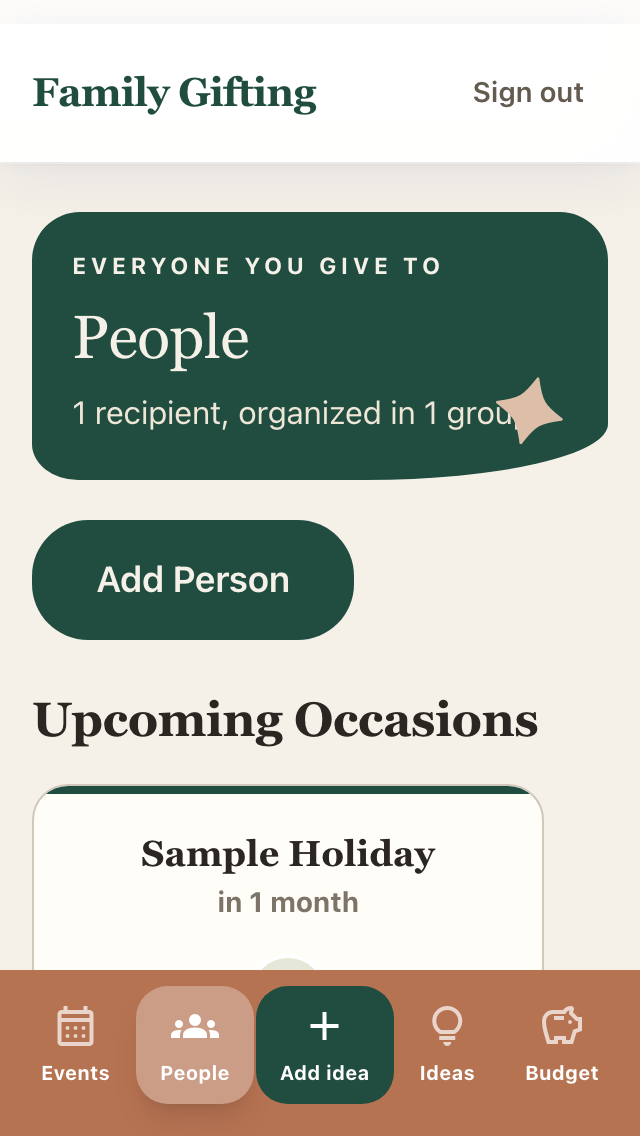 Family Gifting
Sign out
EVERYONE YOU GIVE TO
People
1 recipient, organized in 1
Add Person
Upcoming Occasions
Sample Holiday
in 1 month
Events
People
Add idea
Ideas
Budget